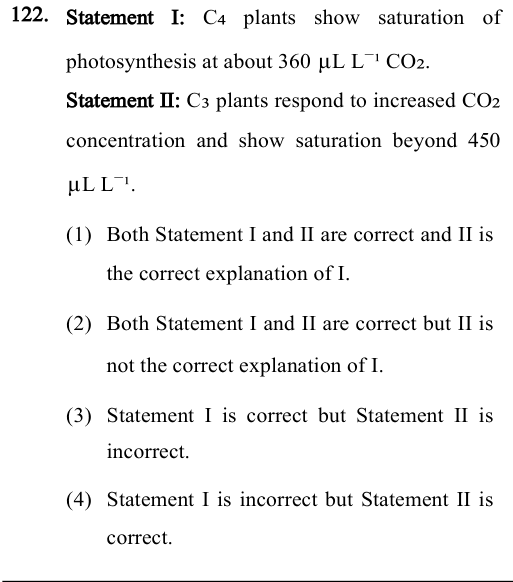 122. Statement I: C4 plants show saturation of
photosynthesis at about 360 μL L⁻¹ CO₂.
Statement II: C3 plants respond to increased CO₂
concentration and show saturation beyond 450
μL L⁻¹.
(1) Both Statement I and II are correct and II is
the correct explanation of I.
(2) Both Statement I and II are correct but II is
not the correct explanation of I.
(3) Statement I is correct but Statement II is
incorrect.
(4) Statement I is incorrect but Statement II is
correct.